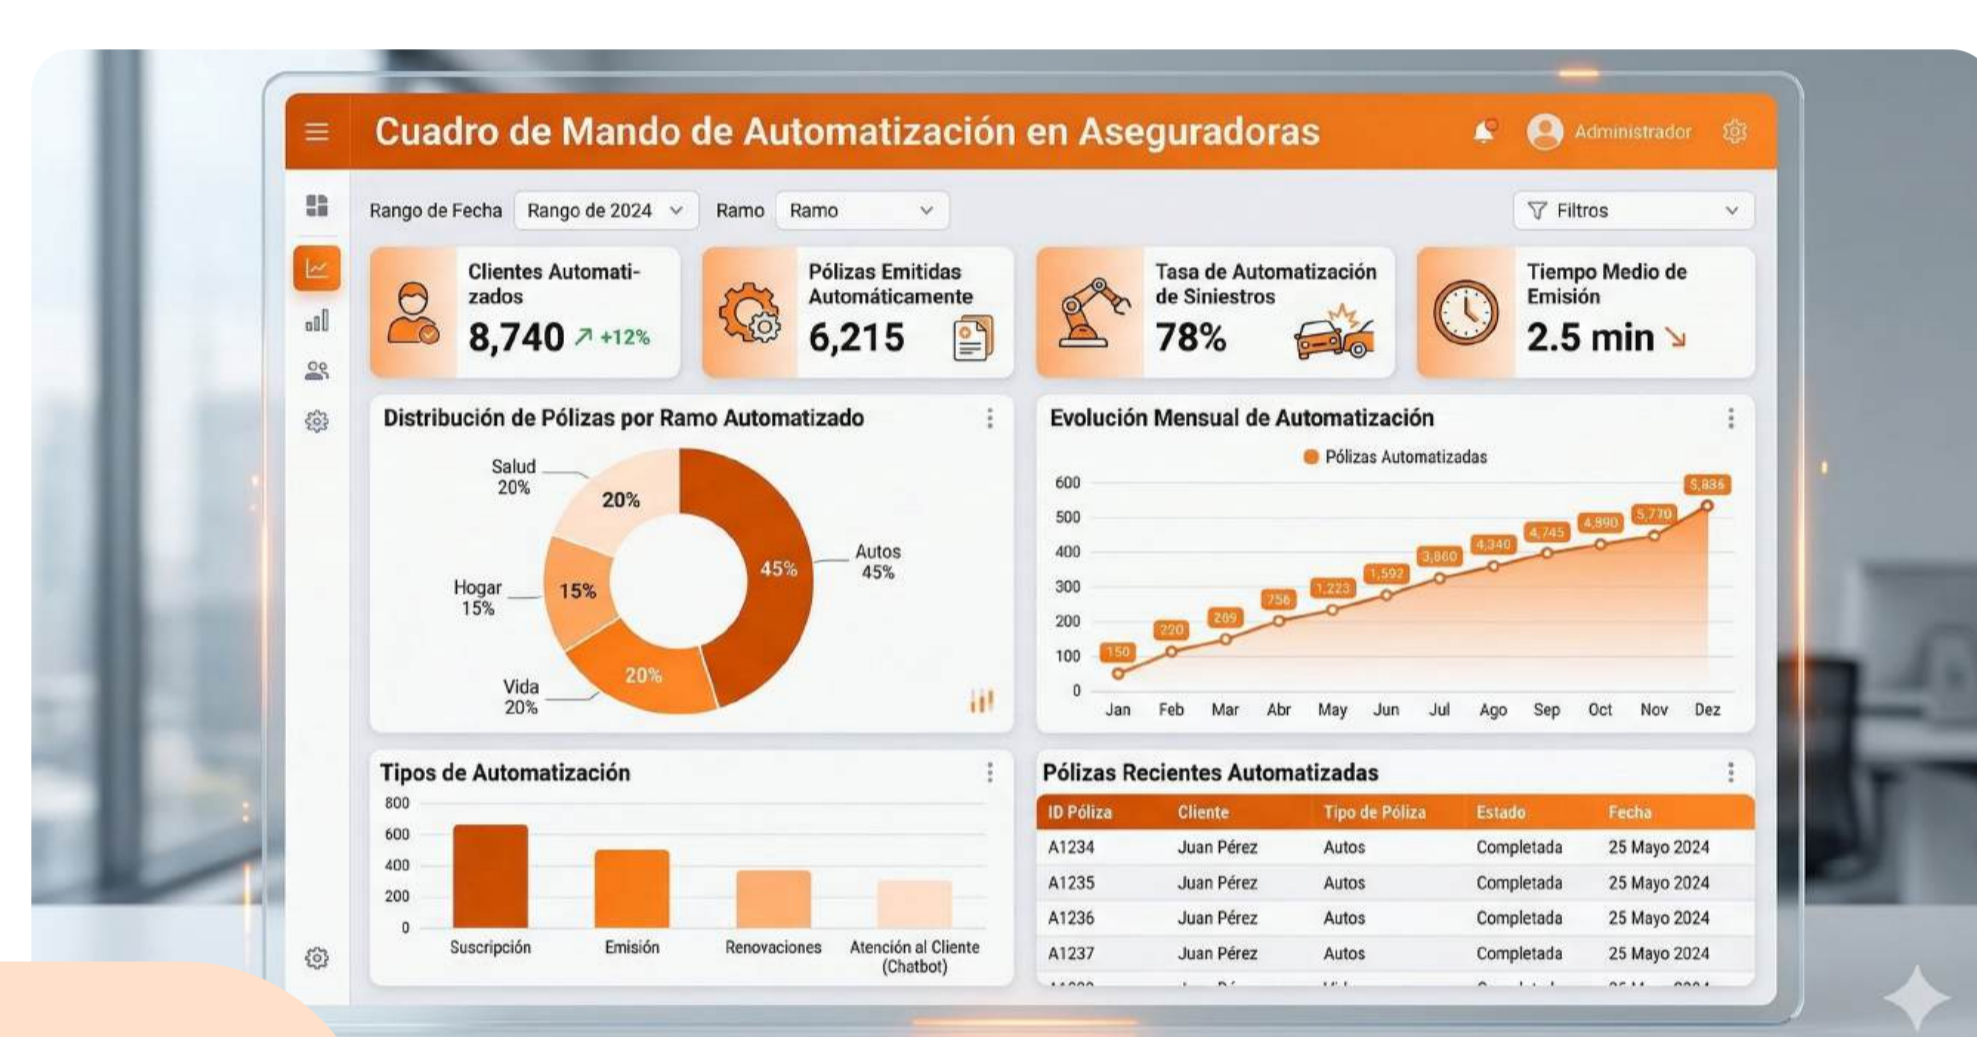 Cuadro de Mando de Automatización en Aseguradoras
Administrador
Rango de Fecha
Rango de 2024
Ramo
Ramo
Filtros
Clientes Automati-
zados
8,740
+12%
Pólizas Emitidas
Automáticamente
6,215
Tasa de Automatización
de Siniestros
78%
Tiempo Medio de
Emisión
2.5 min
Distribución de Pólizas por Ramo Automatizado
Salud
20%
20%
Autos
45%
45%
Hogar
15%
15%
Vida
20%
20%
Evolución Mensual de Automatización
Pólizas Automatizadas
600
500
400
300
200
100
0
150
220
269
756
1,223
1,592
3,860
4,340
4,745
4,890
5,770
5,836
Jan Feb Mar Abr May Jun Jul Ago Sep Oct Nov Dez
Tipos de Automatización
800
600
400
200
0
Suscripción
Emisión
Renovaciones
Atención al Cliente
(Chatbot)
Pólizas Recientes Automatizadas
ID Póliza Cliente Tipo de Póliza Estado Fecha
A1234 Juan Pérez Autos Completada 25 Mayo 2024
A1235 Juan Pérez Autos Completada 25 Mayo 2024
A1236 Juan Pérez Autos Completada 25 Mayo 2024
A1237 Juan Pérez Autos Completada 25 Mayo 2024